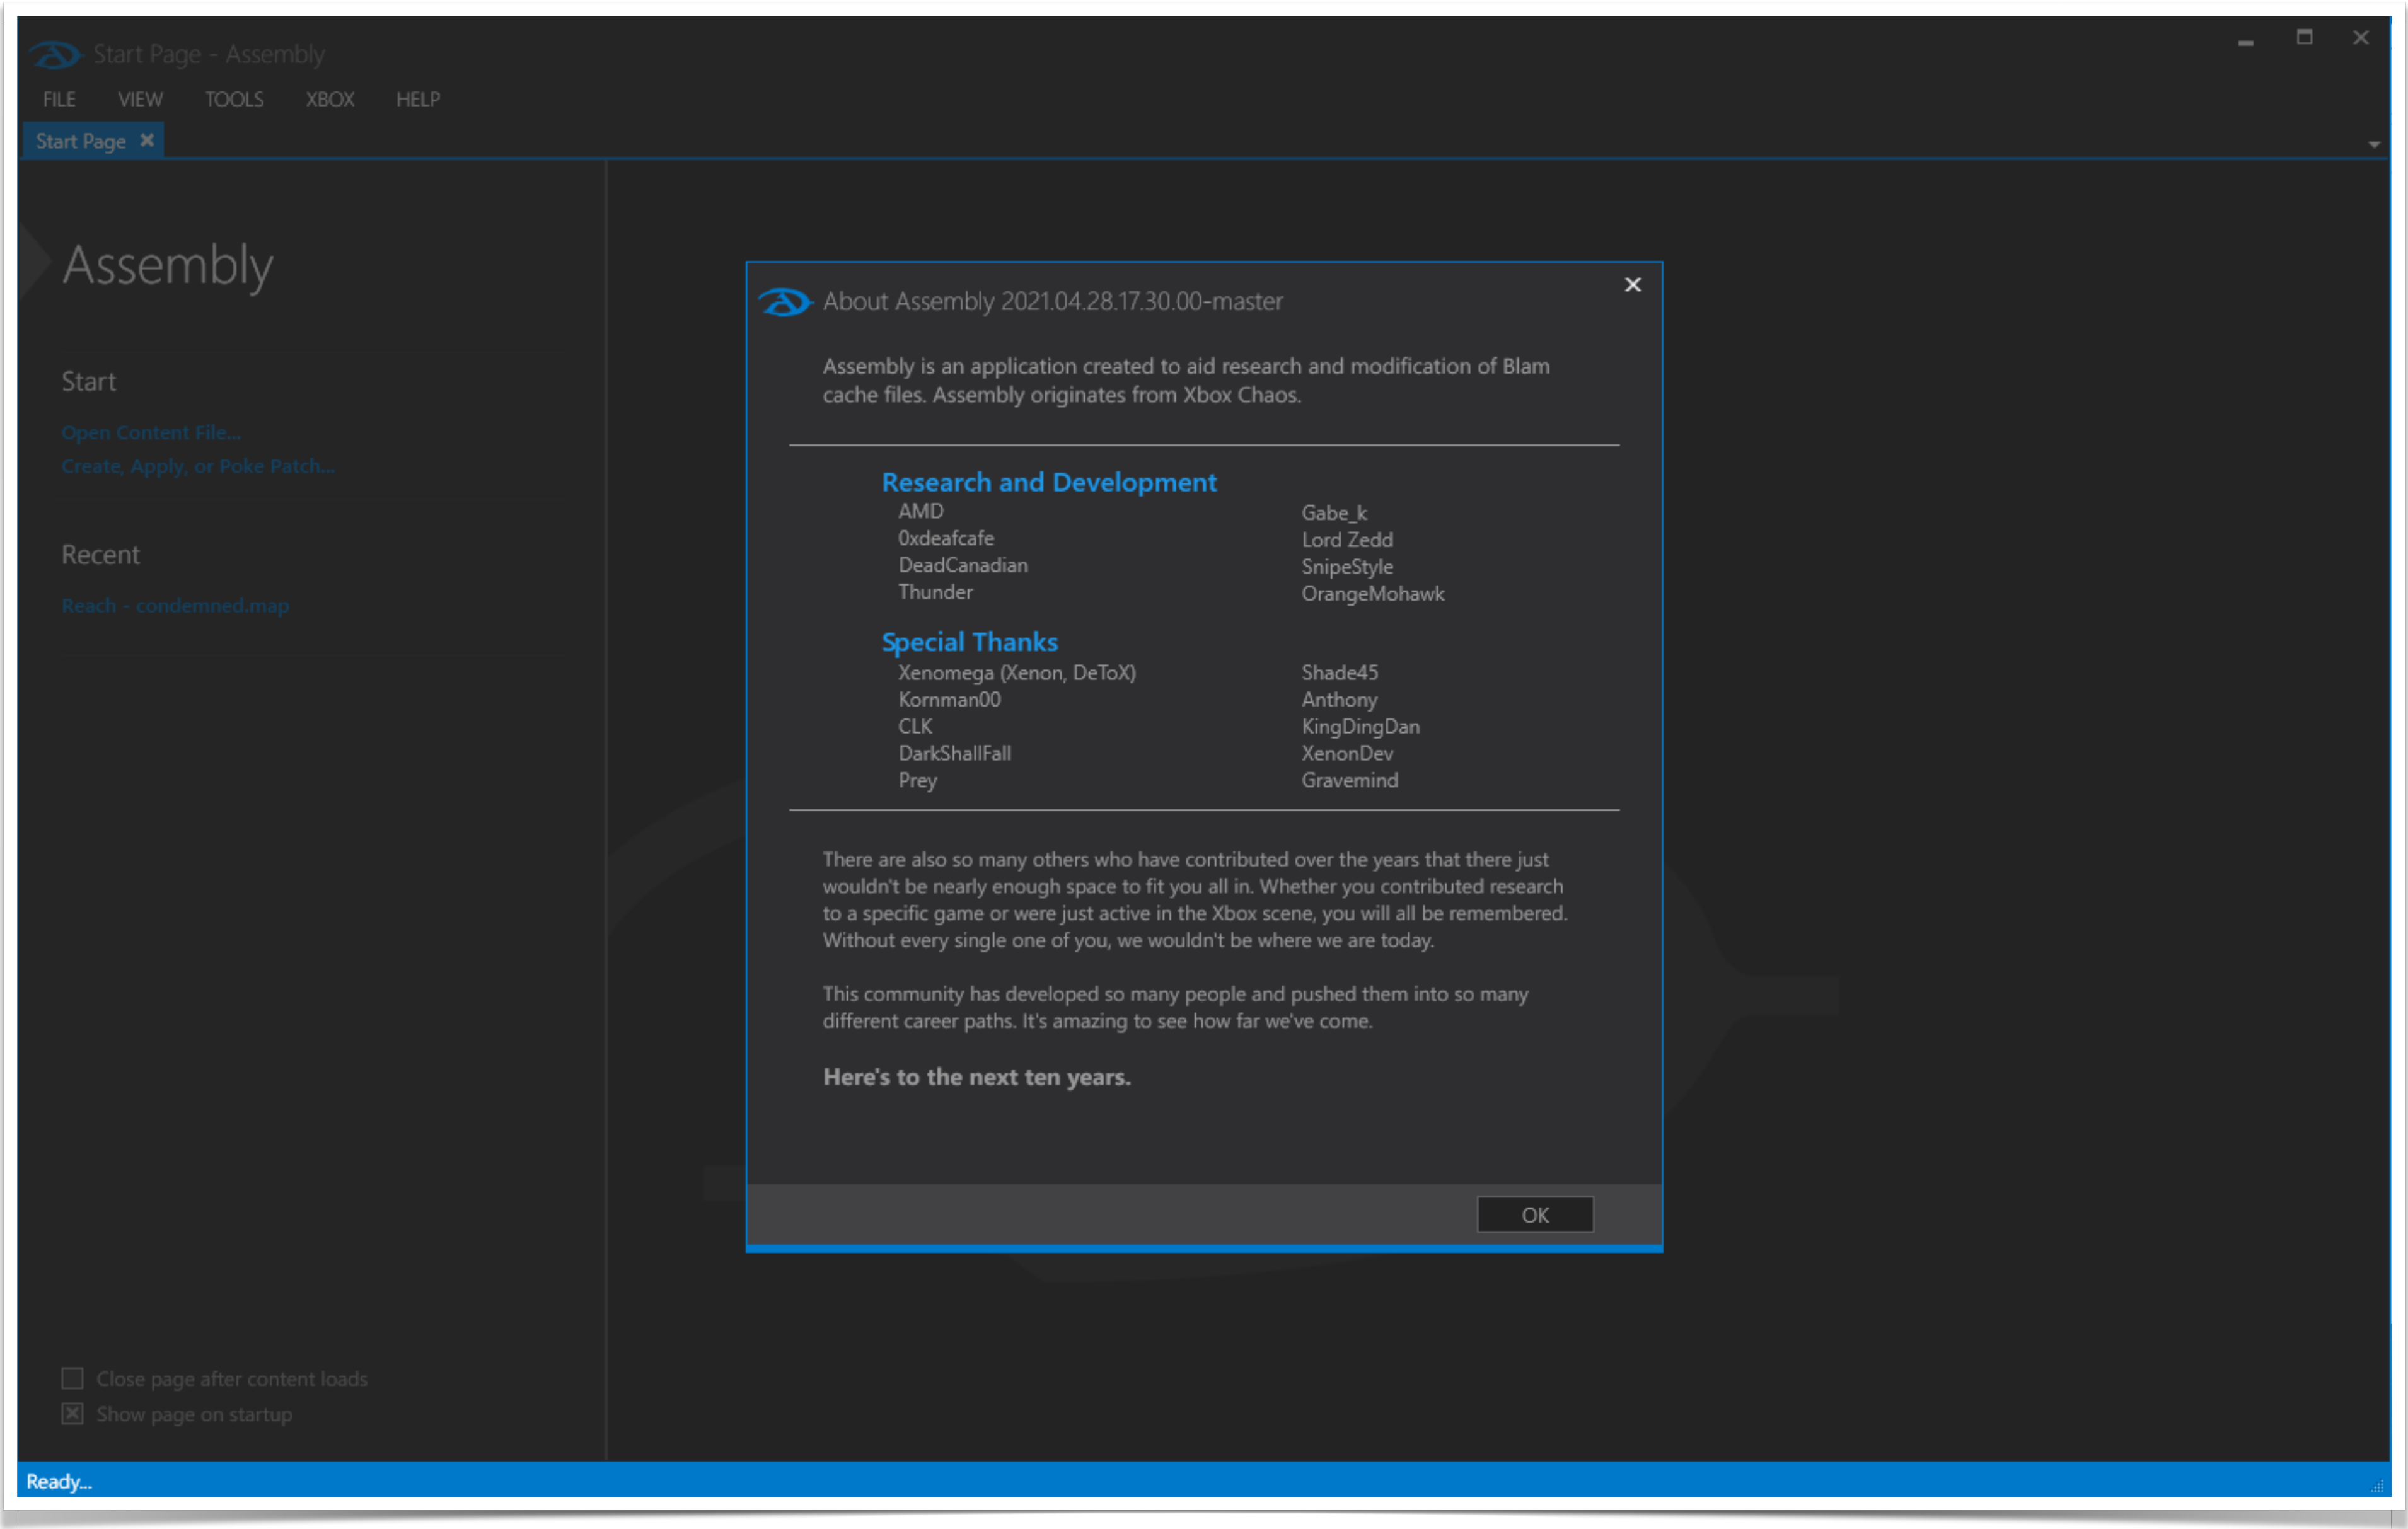 Start Page - Assembly
FILE VIEW TOOLS XBOX HELP
Start Page
Assembly
Start
Open Content File...
Create, Apply, or Poke Patch...
Recent
Reach - condemned.map
Close page after content loads
Show page on startup
Ready...
About Assembly 2021.04.28.17.30.00-master
Assembly is an application created to aid research and modification of Blam
cache files. Assembly originates from Xbox Chaos.
Research and Development
AMD
0xdeafcafe
DeadCanadian
Thunder
Gabe_k
Lord Zedd
SnipeStyle
OrangeMohawk
Special Thanks
Xenomega (Xenon, DeToX)
Kornman00
CLK
DarkShallFall
Prey
Shade45
Anthony
KingDingDan
XenonDev
Gravemind
There are also so many others who have contributed over the years that there just
wouldn't be nearly enough space to fit you all in. Whether you contributed research
to a specific game or were just active in the Xbox scene, you will all be remembered.
Without every single one of you, we wouldn't be where we are today.
This community has developed so many people and pushed them into so many
different career paths. It's amazing to see how far we've come.
Here's to the next ten years.
OK